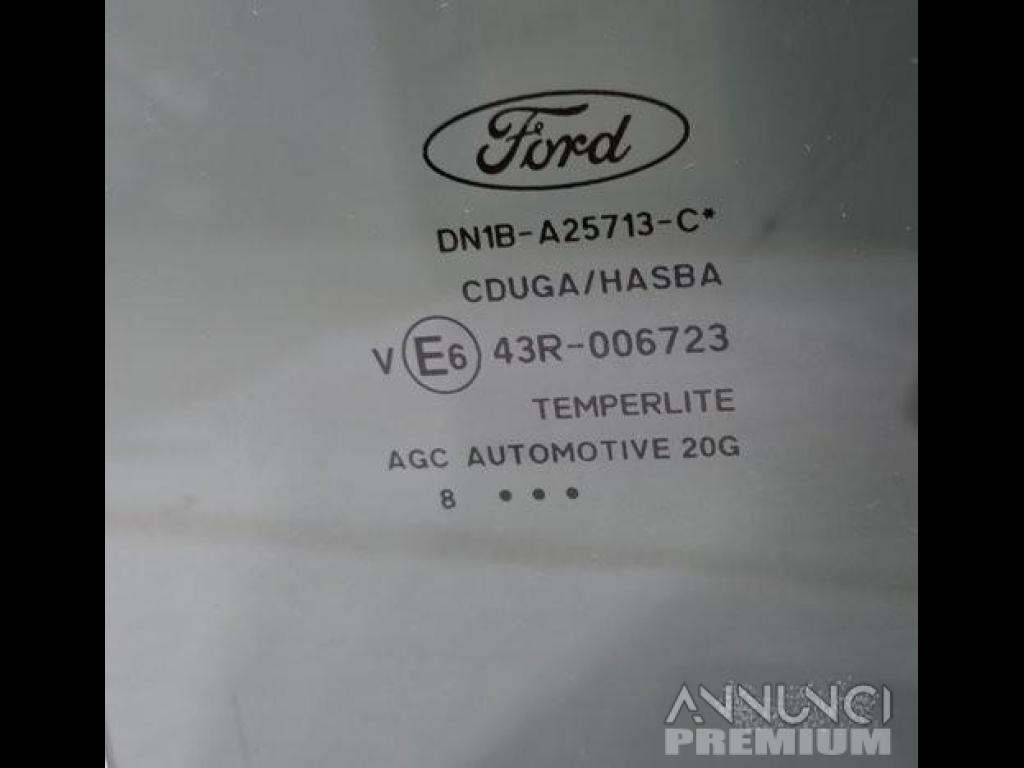 Ford
DN1B-A25713-C*
CDUGA/HASBA
V E6 43R-006723
TEMPERLITE
AGC AUTOMOTIVE 20G
8 • • •
ANNUNCI
PREMIUM